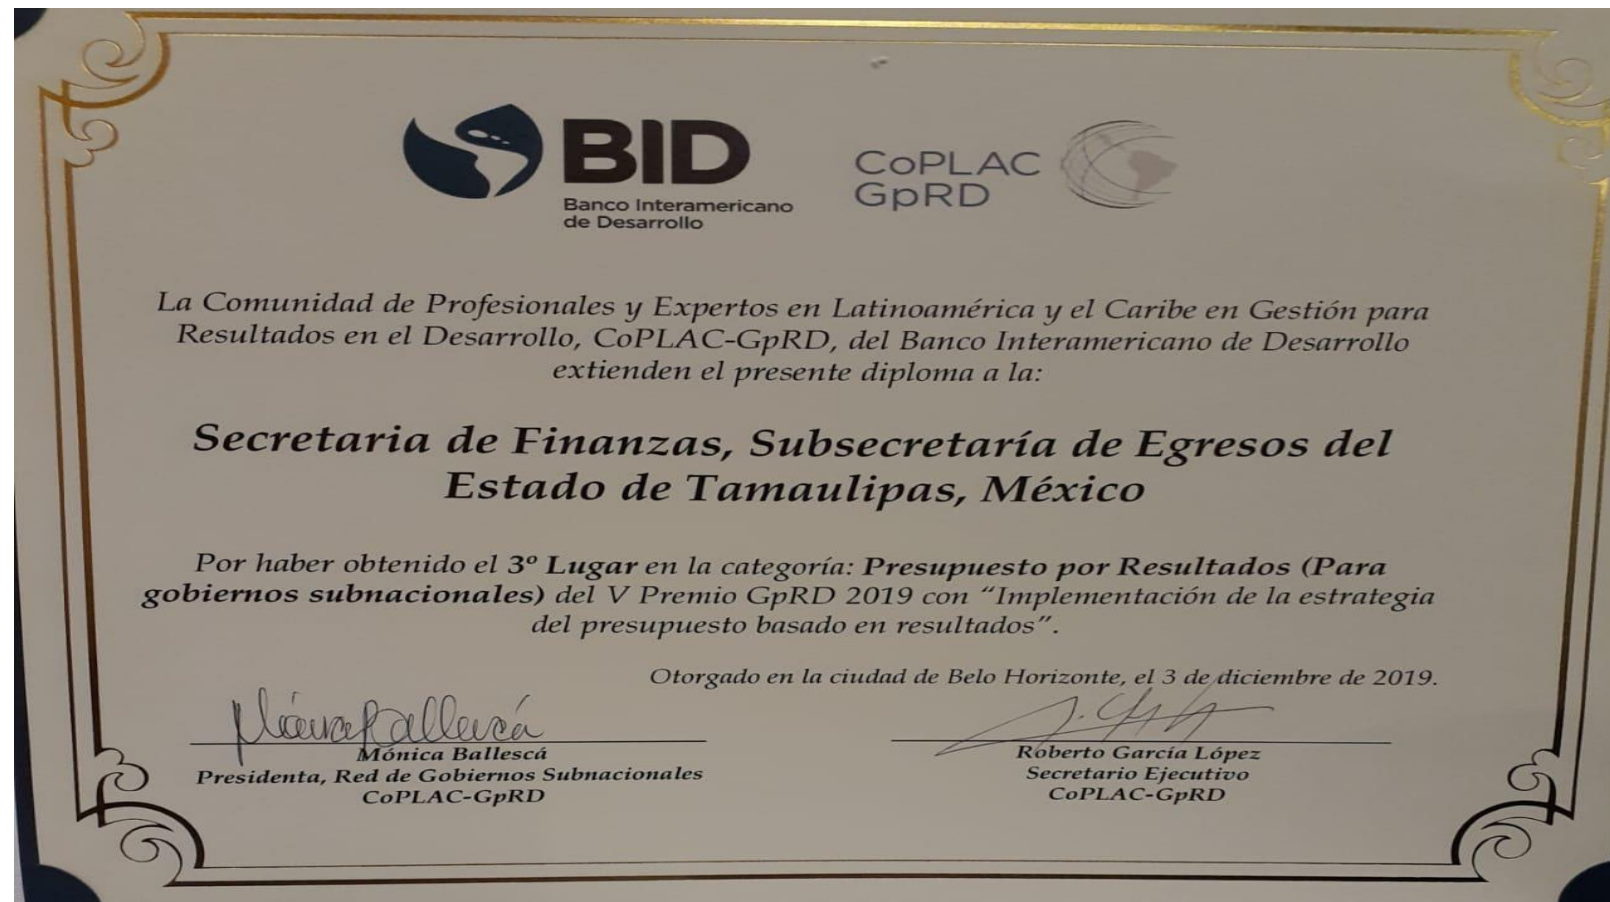 BID
Banco Interamericano
de Desarrollo
CoPLAC
GpRD
La Comunidad de Profesionales y Expertos en Latinoamérica y el Caribe en Gestión para
Resultados en el Desarrollo, CoPLAC-GpRD, del Banco Interamericano de Desarrollo
extienden el presente diploma a la:
Secretaria de Finanzas, Subsecretaría de Egresos del
Estado de Tamaulipas, México
Por haber obtenido el 3º Lugar en la categoría: Presupuesto por Resultados (Para
gobiernos subnacionales) del V Premio GpRD 2019 con “Implementación de la estrategia
del presupuesto basado en resultados”.
Otorgado en la ciudad de Belo Horizonte, el 3 de diciembre de 2019.
Mónica Ballescá
Mónica Ballescá
Presidenta, Red de Gobiernos Subnacionales
CoPLAC-GpRD
Roberto García López
Secretario Ejecutivo
CoPLAC-GpRD